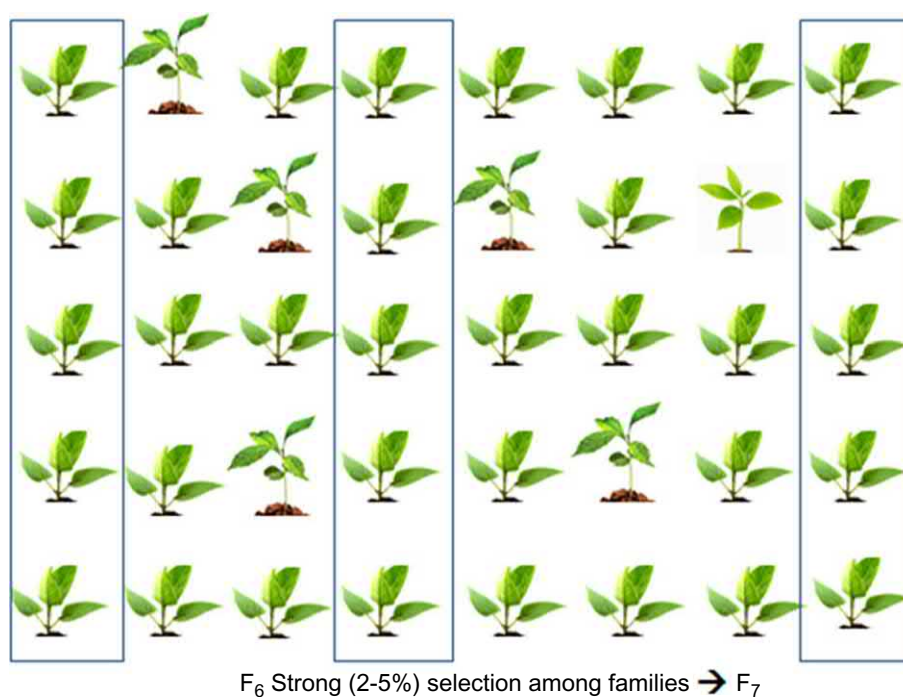 F₆ Strong (2-5%) selection among families → F₇